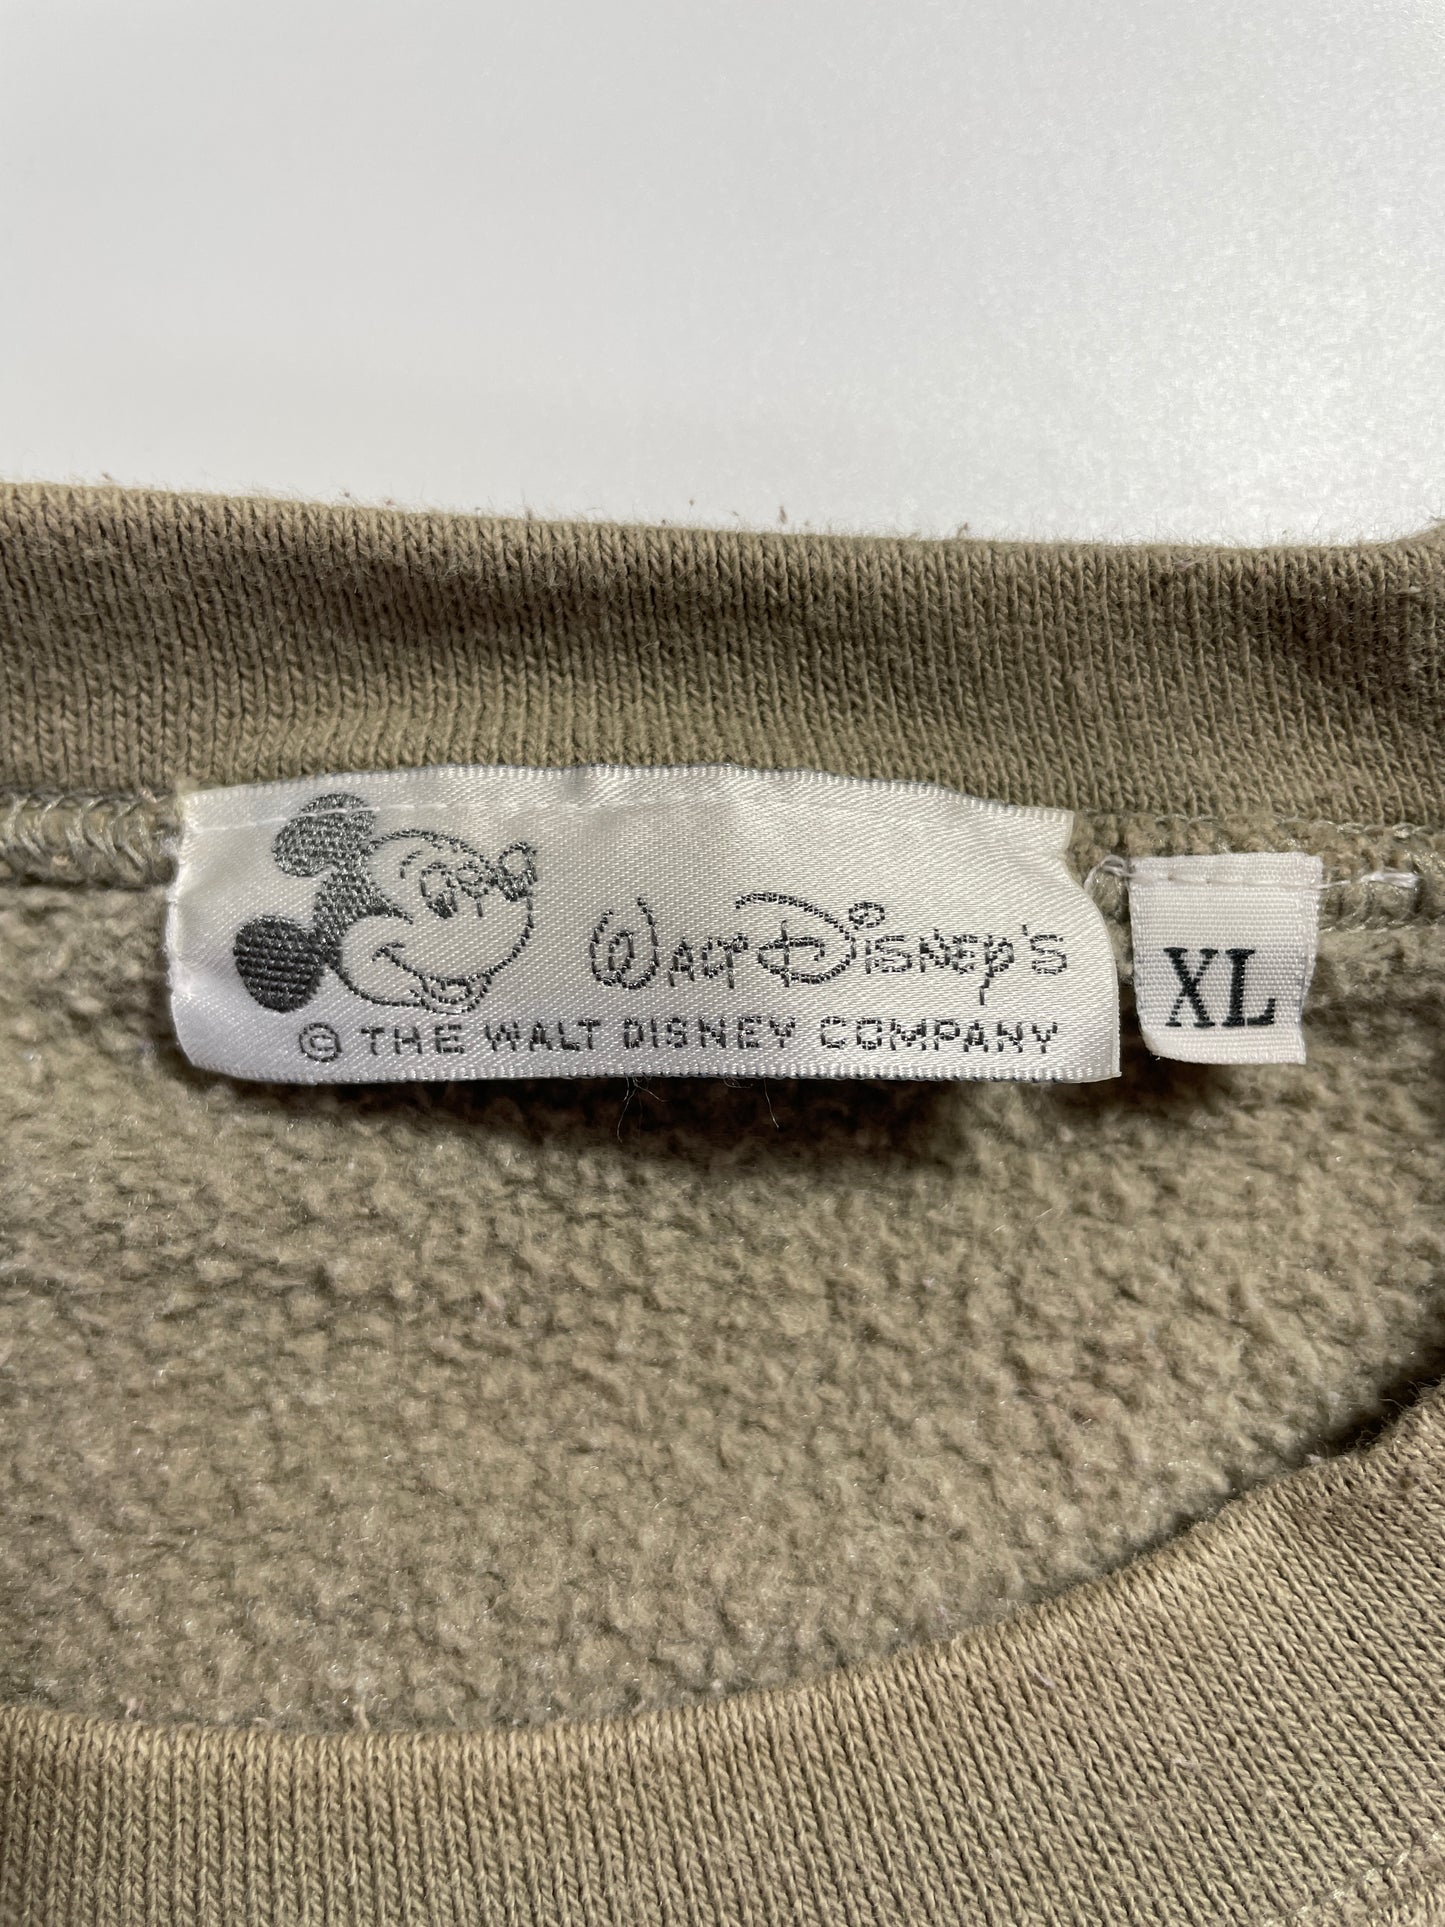 Walt Disney's
© THE WALT DISNEY COMPANY
XL